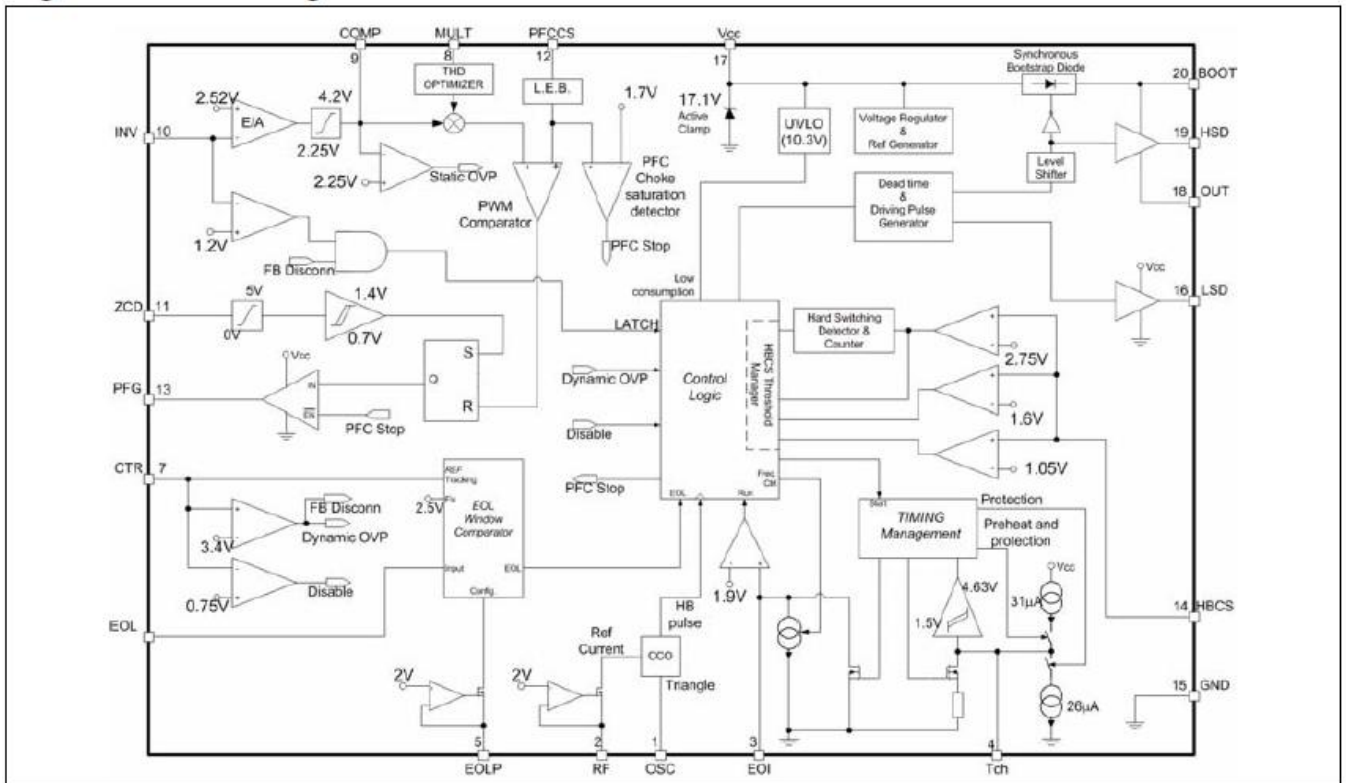 COMP
MULT
PFCCS
Vcc
9
8
12
17
THD
OPTIMIZER
L.E.B.
Synchronous
Bootstrap Diode
20
BOOT
2.52V
E/A
4.2V
2.25V
1.7V
17.1V
Active
Clamp
UVLO
(10.3V)
Voltage Regulator
&
Ref Generator
INV
10
19
HSD
Level
Shifter
2.25V
Static OVP
PWM
Comparator
PFC
Choke
saturation
detector
Dead time
&
Driving Pulse
Generator
18
OUT
1.2V
FB Disconn
PFC Stop
Vcc
16
LSD
Low
consumption
ZCD
11
5V
0V
1.4V
0.7V
LATCH
Hard Switching
Detector &
Counter
2.75V
S
Q
R
Vcc
IN
EN
PFG
13
PFC Stop
Dynamic OVP
Control
Logic
HBCS Threshold
Manager
1.6V
Disable
1.05V
CTR
7
REF
Tracking
Fix
2.5V
EOL
Window
Comparator
PFC Stop
Freq
EOL
Run
FB Disconn
Dynamic OVP
3.4V
Start
TIMING
Management
Protection
Preheat and
protection
Input
EOL
Config.
0.75V
Disable
1.9V
4.63V
1.5V
Vcc
31µA
14
HBCS
EOL
HB
pulse
Ref
Current
CCO
Triangle
2V
2V
26µA
15
GND
5
2
1
3
4
EOLP
RF
OSC
EOI
Tch